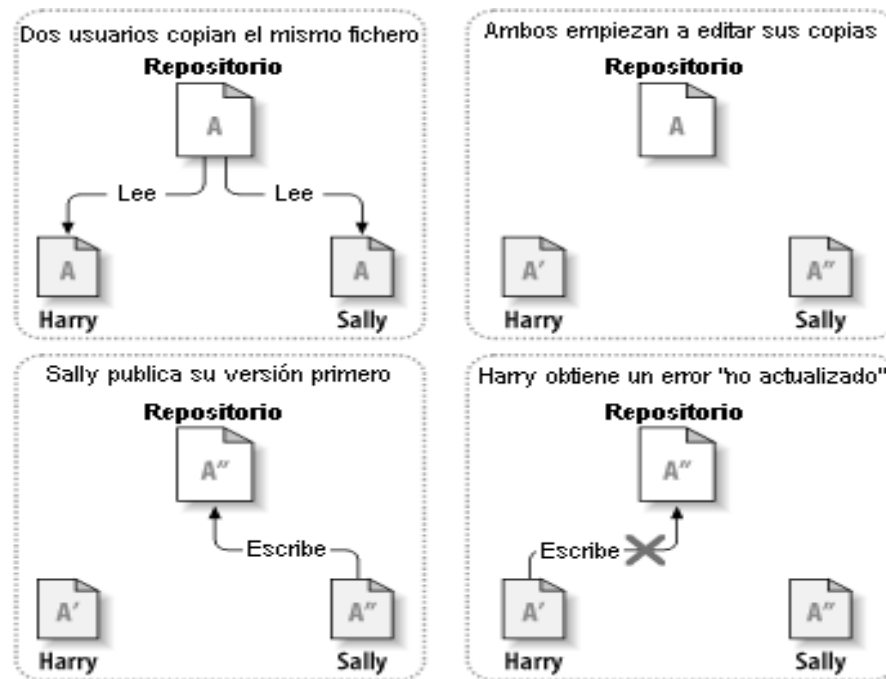 Dos usuarios copian el mismo fichero
Repositorio
A
Lee
Lee
A
A
Harry
Sally
Ambos empiezan a editar sus copias
Repositorio
A
A′
A″
Harry
Sally
Sally publica su versión primero
Repositorio
A″
Escribe
A′
A″
Harry
Sally
Harry obtiene un error "no actualizado"
Repositorio
A″
Escribe
A′
A″
Harry
Sally